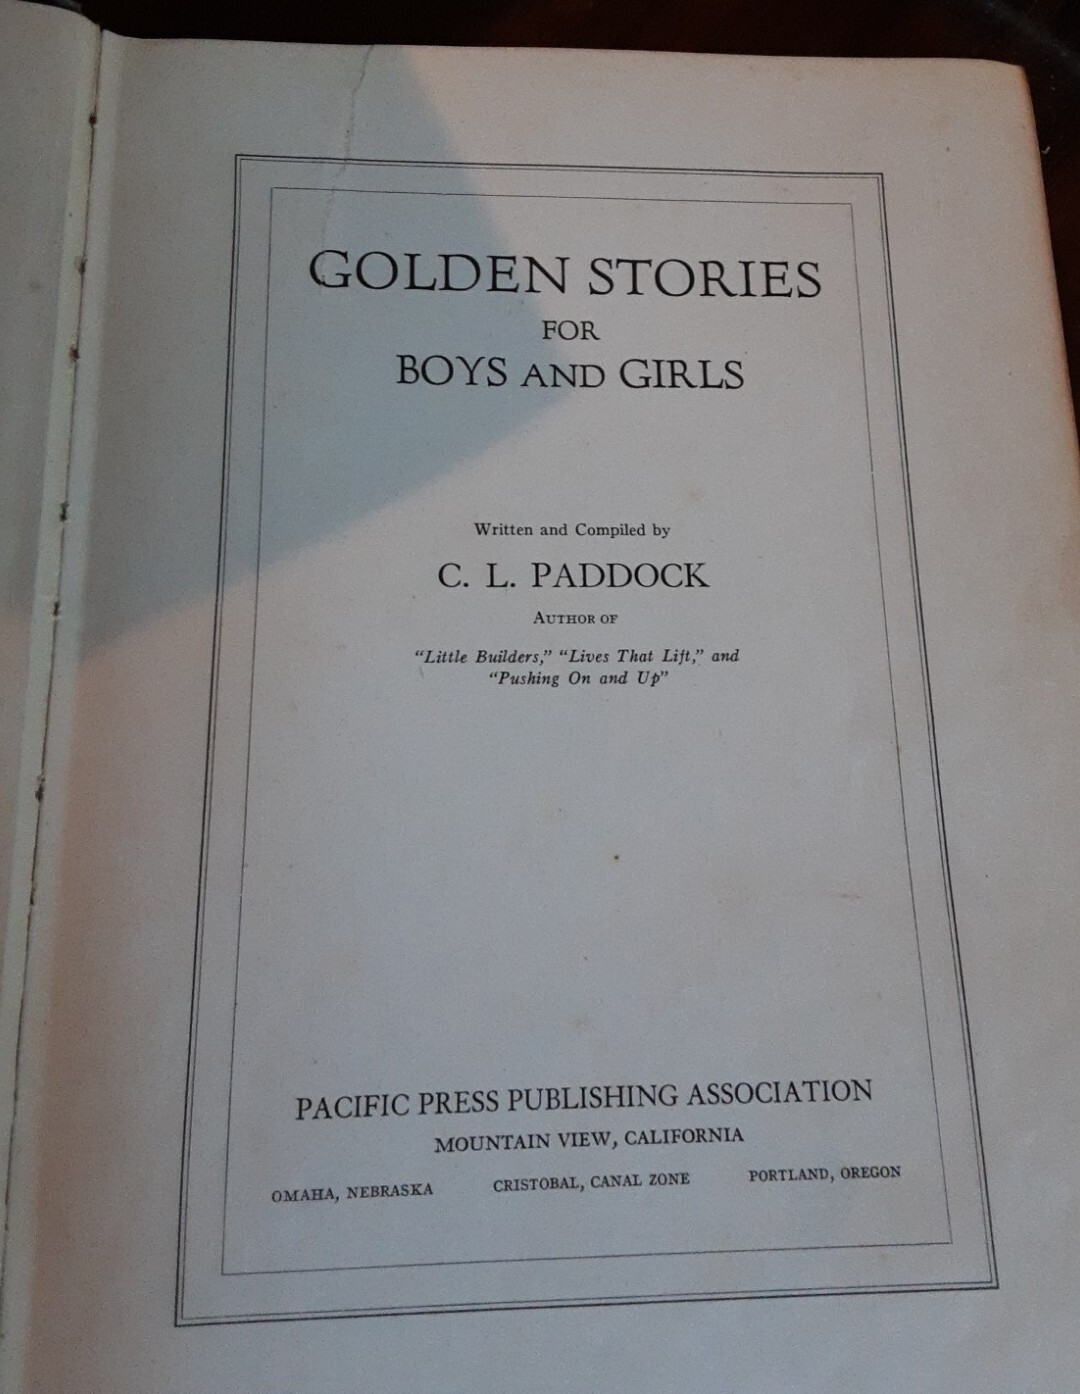 GOLDEN STORIES
FOR
BOYS AND GIRLS
Written and Compiled by
C. L. PADDOCK
AUTHOR OF
“Little Builders,” “Lives That Lift,” and
“Pushing On and Up”
PACIFIC PRESS PUBLISHING ASSOCIATION
MOUNTAIN VIEW, CALIFORNIA
OMAHA, NEBRASKA CRISTOBAL, CANAL ZONE PORTLAND, OREGON